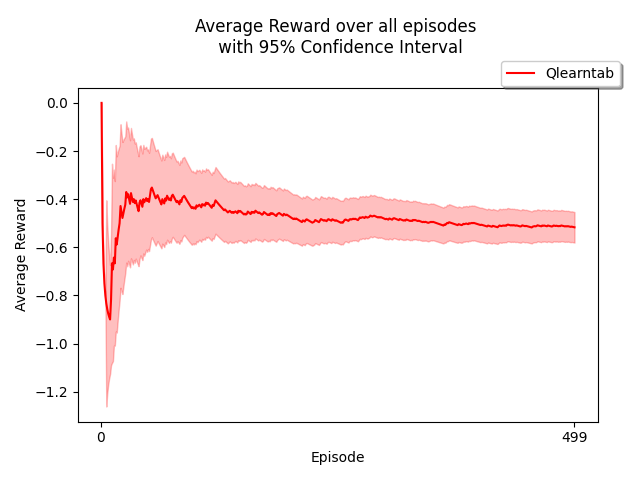 Average Reward over all episodes
with 95% Confidence Interval
Qlearntab
0.0
−0.2
−0.4
−0.6
−0.8
−1.0
−1.2
Average Reward
0
499
Episode